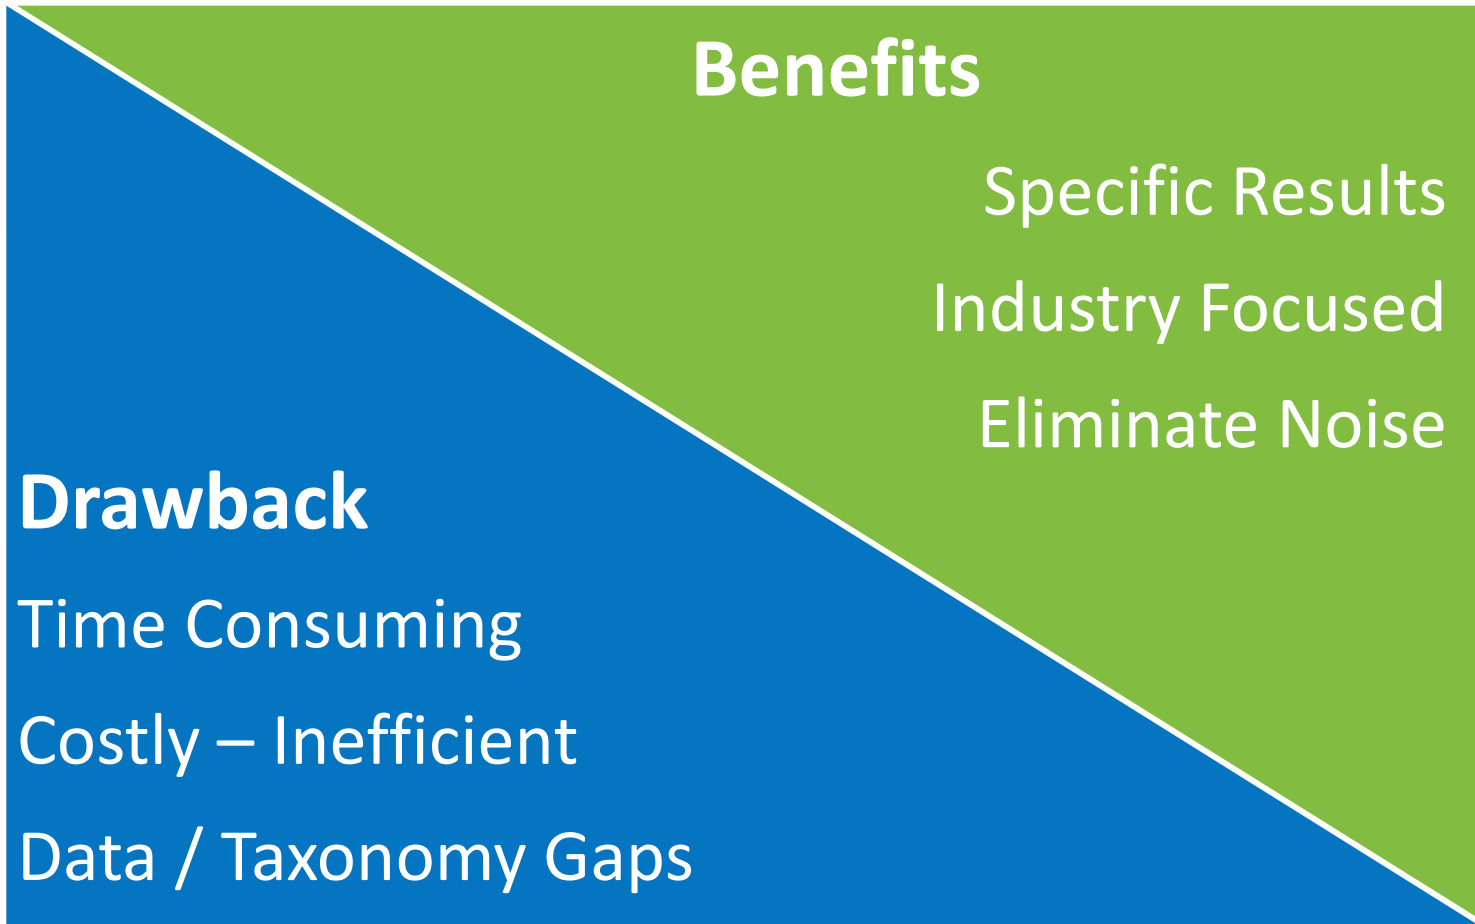 Benefits
Specific Results
Industry Focused
Eliminate Noise
Drawback
Time Consuming
Costly – Inefficient
Data / Taxonomy Gaps